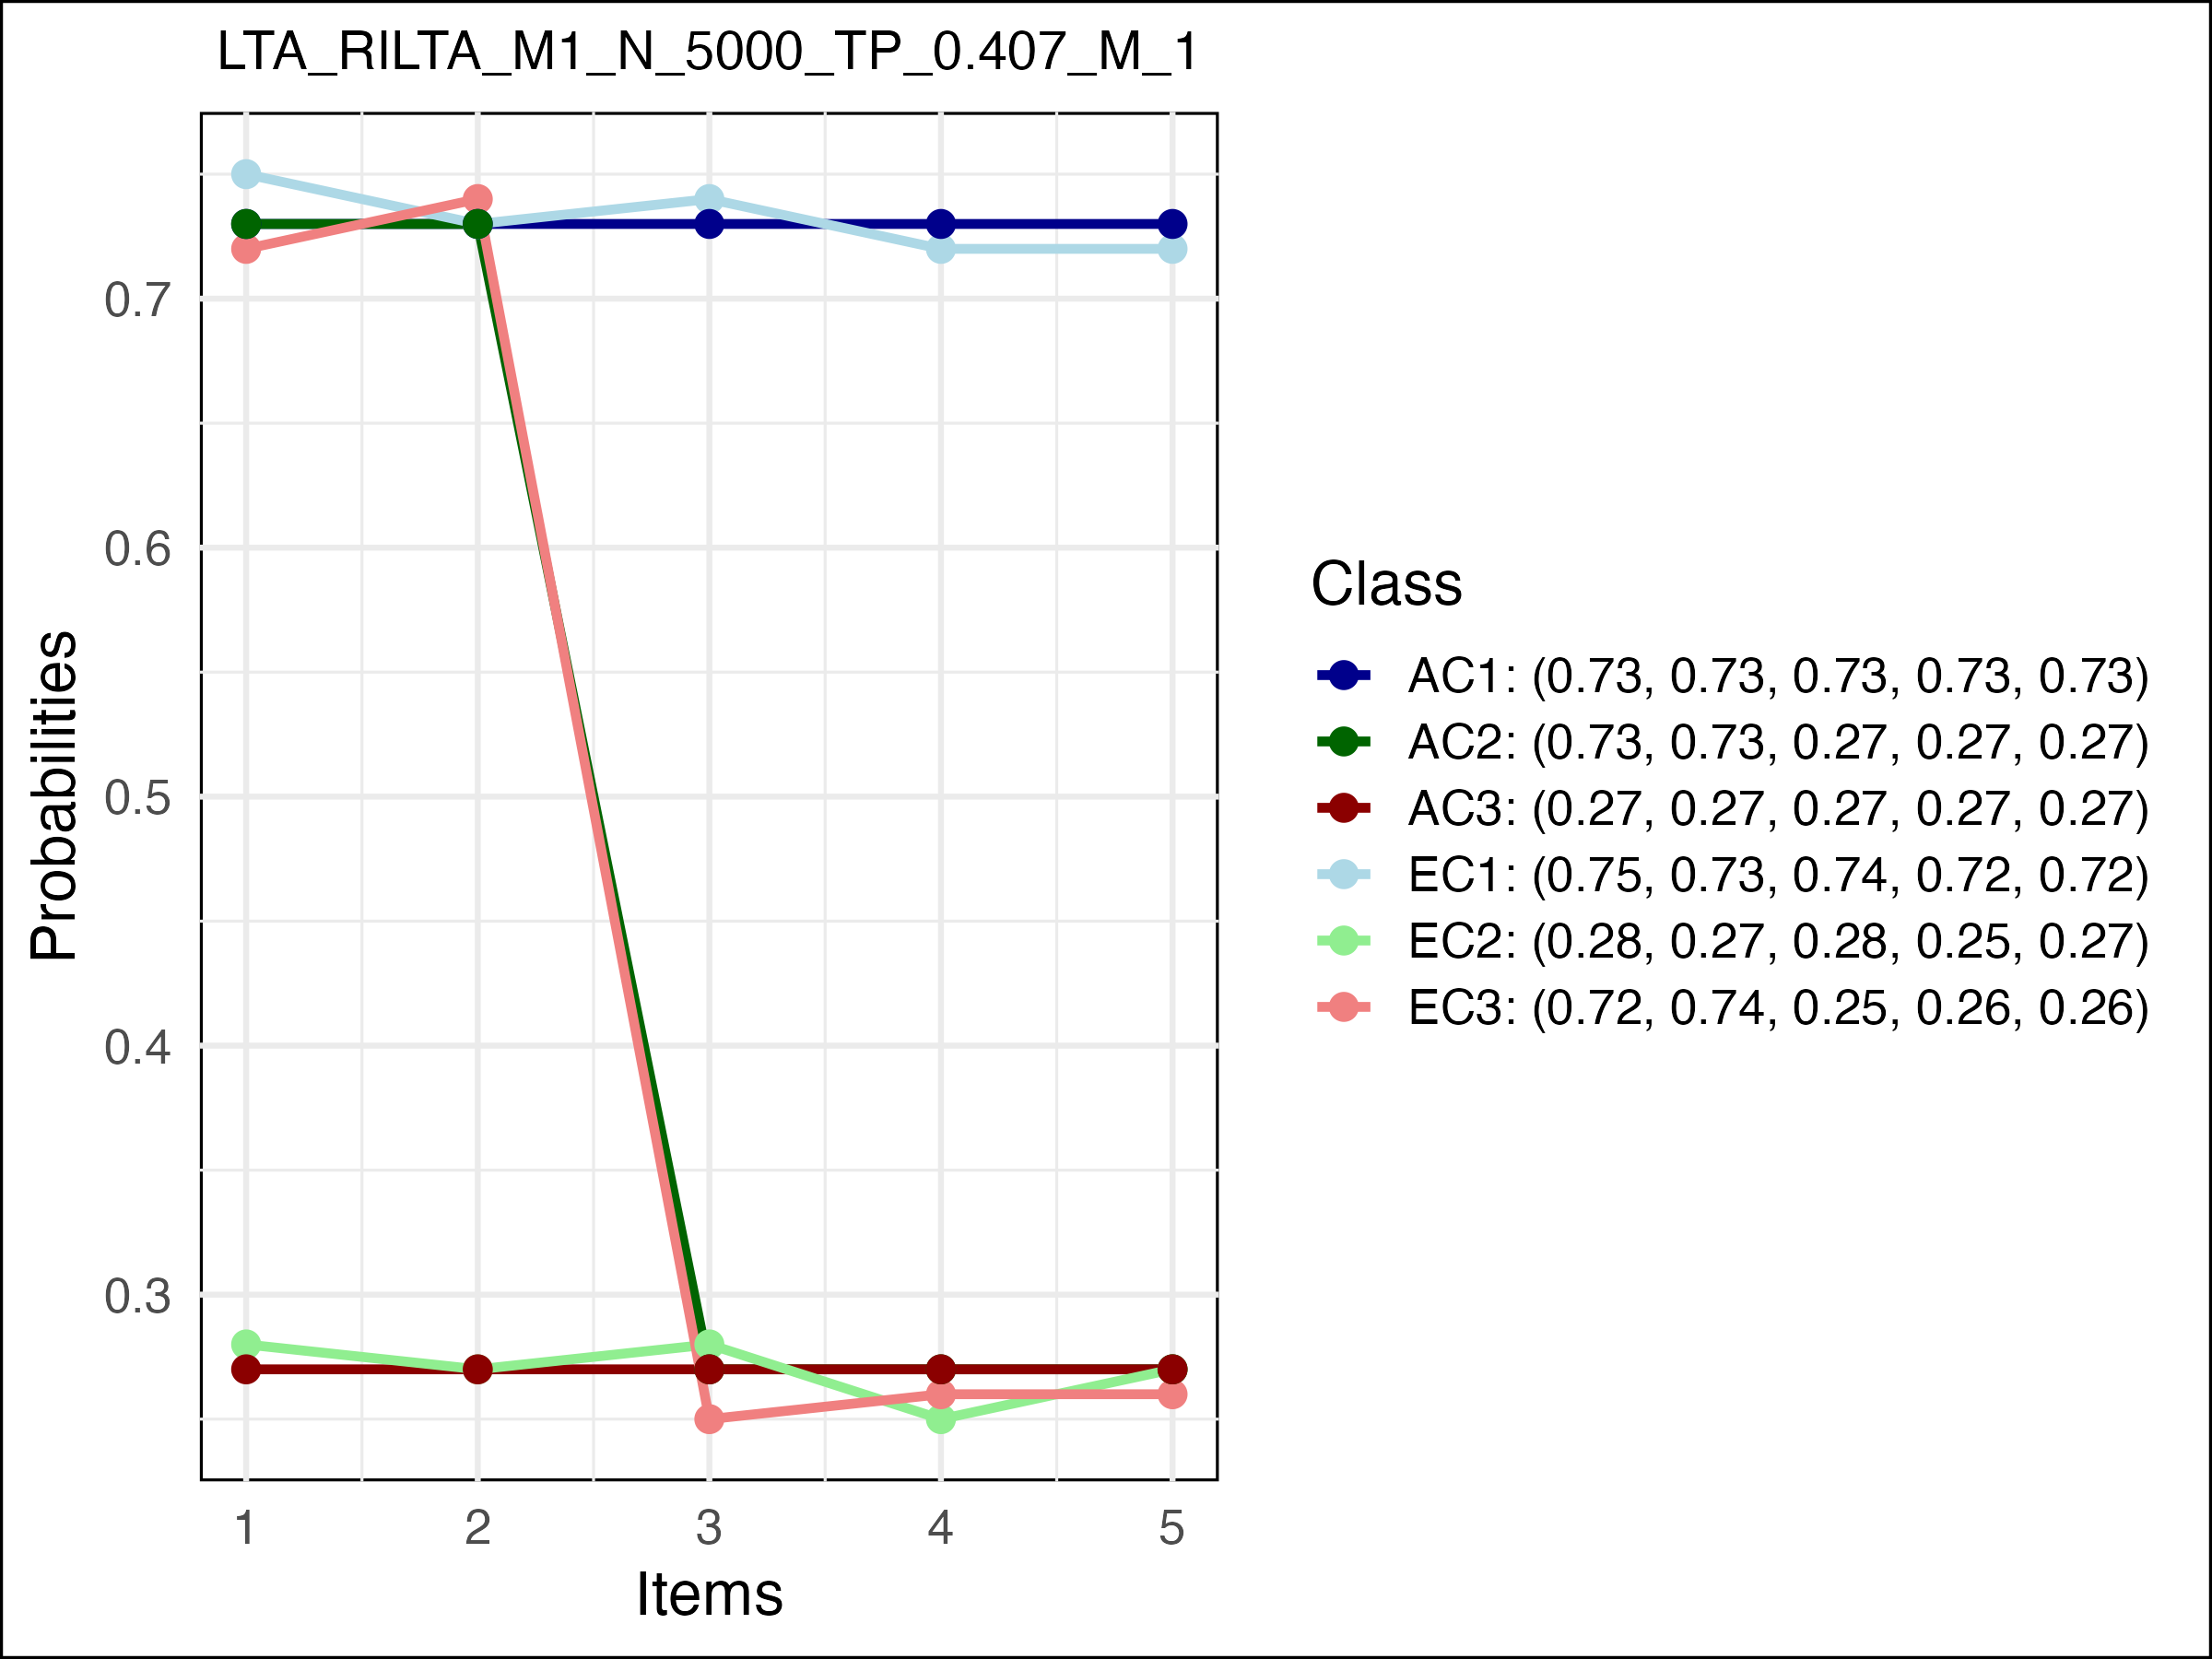 LTA_RILTA_M1_N_5000_TP_0.407_M_1
Probabilities
0.7
0.6
0.5
0.4
0.3
1 2 3 4 5
Items
Class
AC1: (0.73, 0.73, 0.73, 0.73, 0.73)
AC2: (0.73, 0.73, 0.27, 0.27, 0.27)
AC3: (0.27, 0.27, 0.27, 0.27, 0.27)
EC1: (0.75, 0.73, 0.74, 0.72, 0.72)
EC2: (0.28, 0.27, 0.28, 0.25, 0.27)
EC3: (0.72, 0.74, 0.25, 0.26, 0.26)